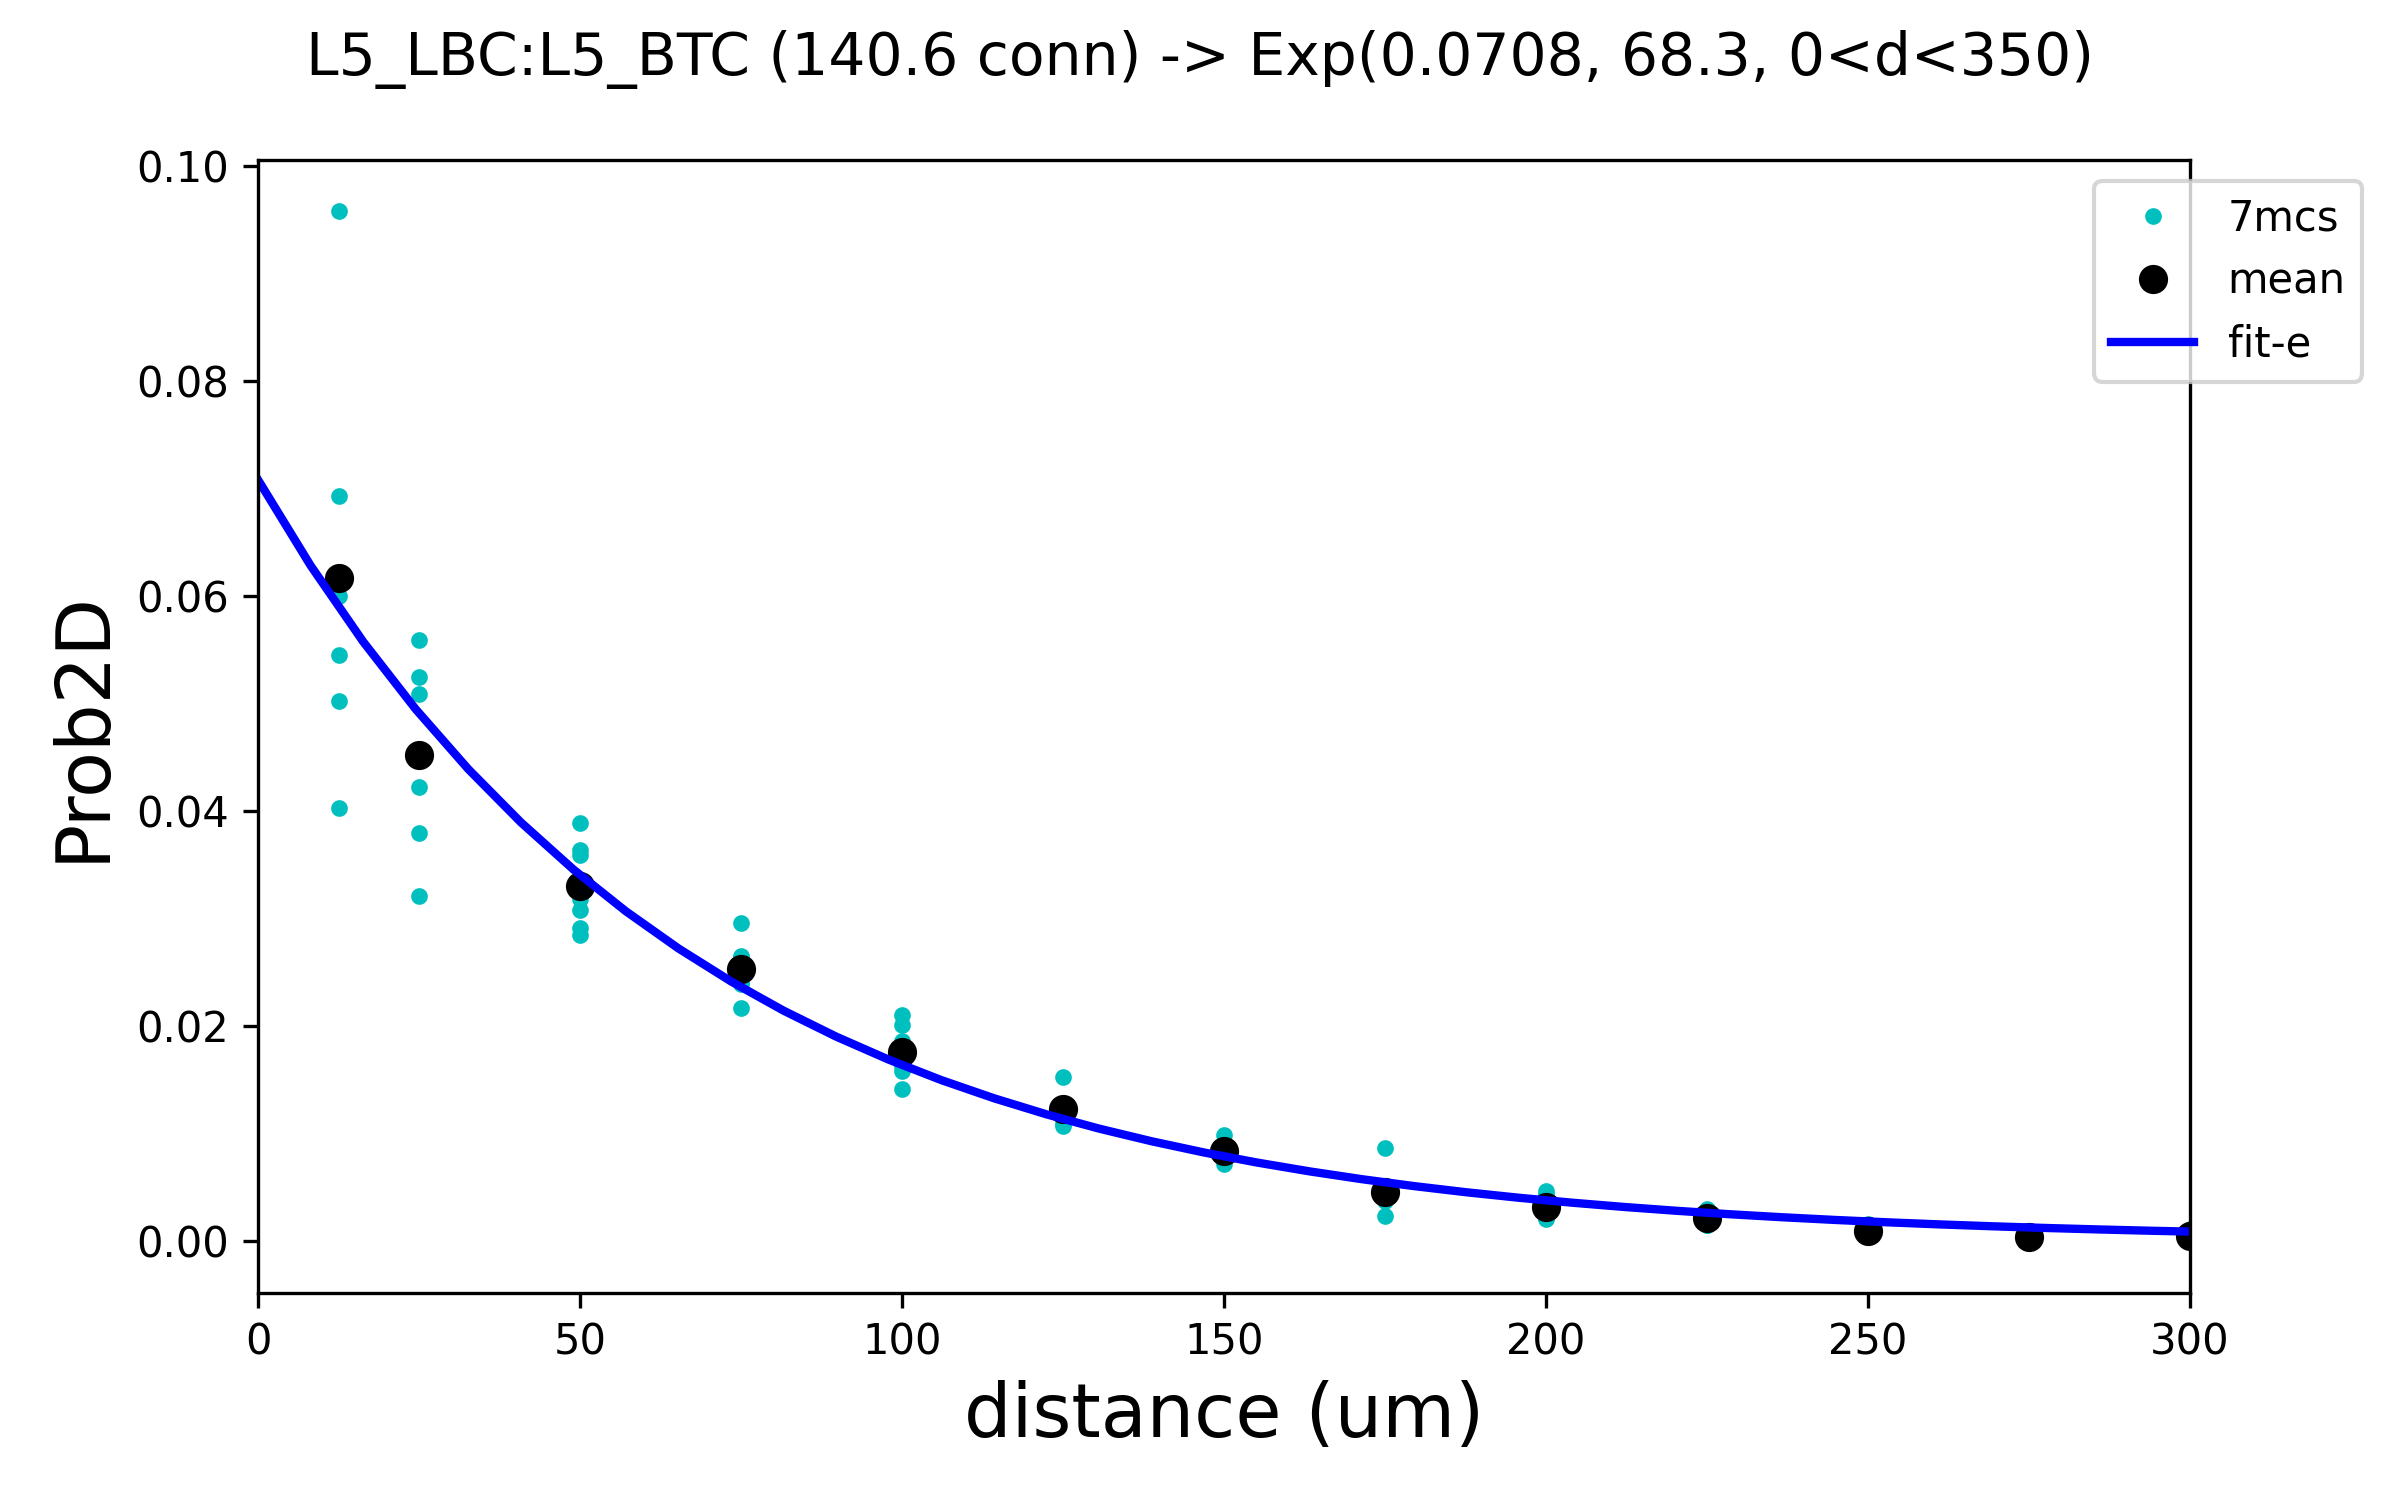 L5_LBC:L5_BTC (140.6 conn) -> Exp(0.0708, 68.3, 0<d<350)
0.10
0.08
0.06
0.04
0.02
0.00
Prob2D
7mcs
mean
fit-e
0 50 100 150 200 250 300
distance (um)